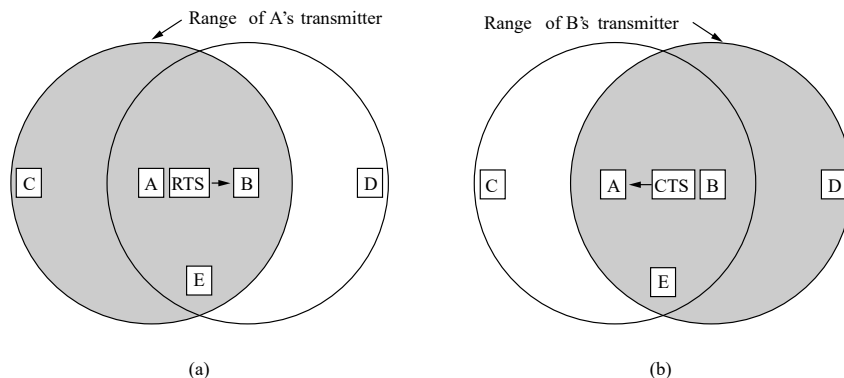 Range of A's transmitter
Range of B's transmitter
C
A
RTS
B
D
E
C
A
CTS
B
D
E
(a)
(b)